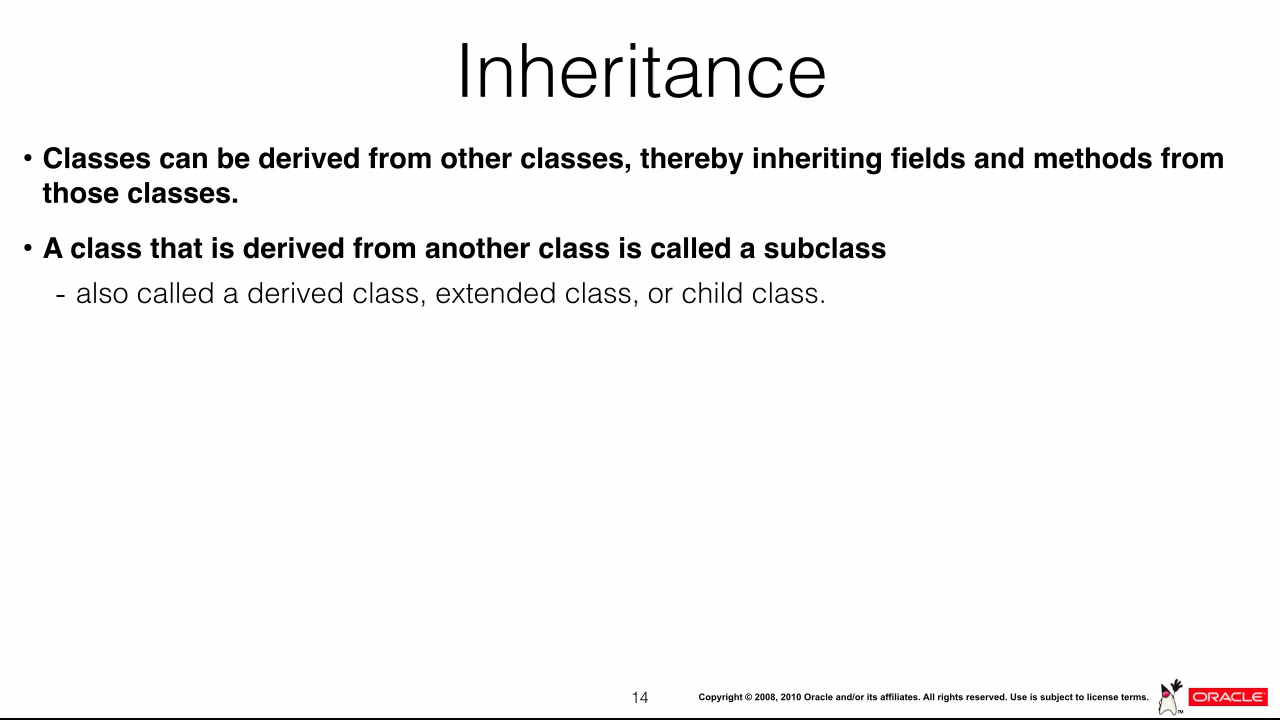 Inheritance
• Classes can be derived from other classes, thereby inheriting fields and methods from
those classes.
• A class that is derived from another class is called a subclass
- also called a derived class, extended class, or child class.
14
Copyright © 2008, 2010 Oracle and/or its affiliates. All rights reserved. Use is subject to license terms.
TM
ORACLE